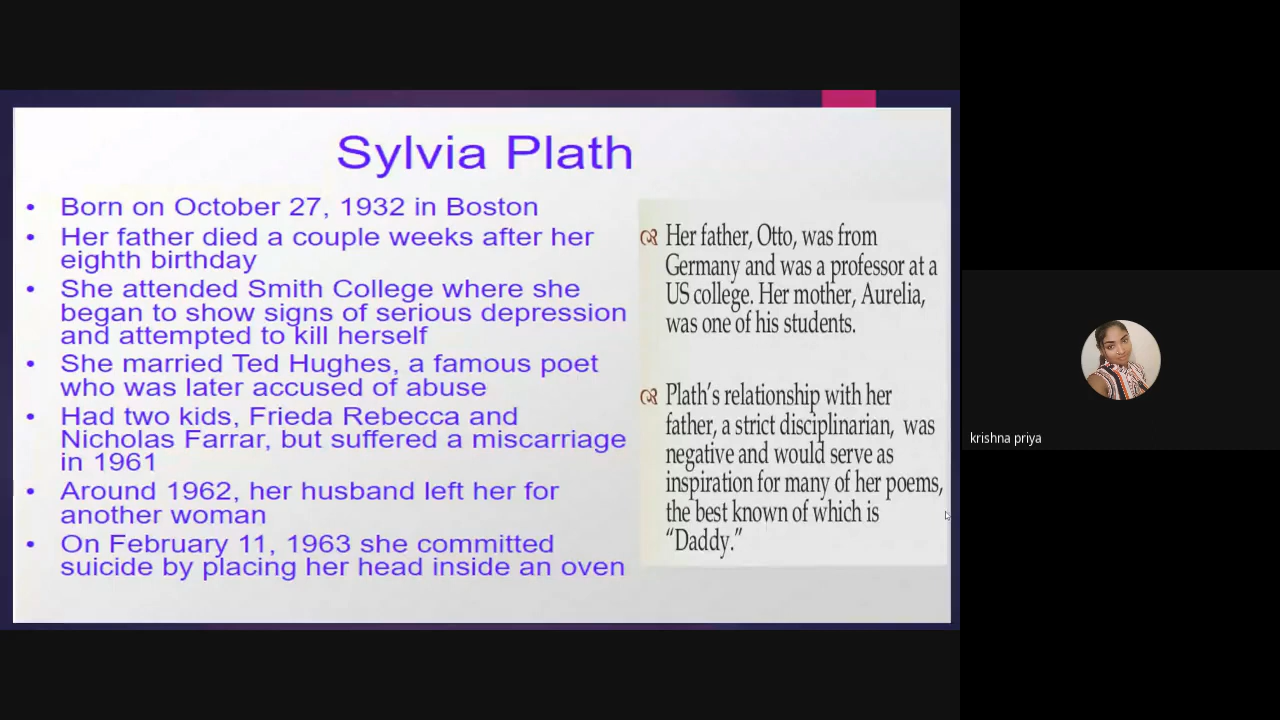 Sylvia Plath
• Born on October 27, 1932 in Boston
• Her father died a couple weeks after her
eighth birthday
• She attended Smith College where she
began to show signs of serious depression
and attempted to kill herself
• She married Ted Hughes, a famous poet
who was later accused of abuse
• Had two kids, Frieda Rebecca and
Nicholas Farrar, but suffered a miscarriage
in 1961
• Around 1962, her husband left her for
another woman
• On February 11, 1963 she committed
suicide by placing her head inside an oven
Her father, Otto, was from
Germany and was a professor at a
US college. Her mother, Aurelia,
was one of his students.
Plath's relationship with her
father, a strict disciplinarian, was
negative and would serve as
inspiration for many of her poems,
the best known of which is
“Daddy.”
krishna priya